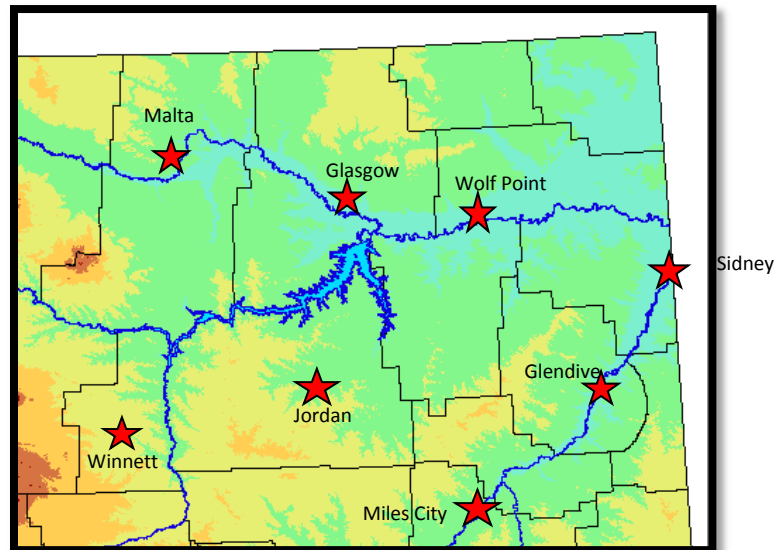 Malta
Glasgow
Wolf Point
Sidney
Glendive
Jordan
Winnett
Miles City